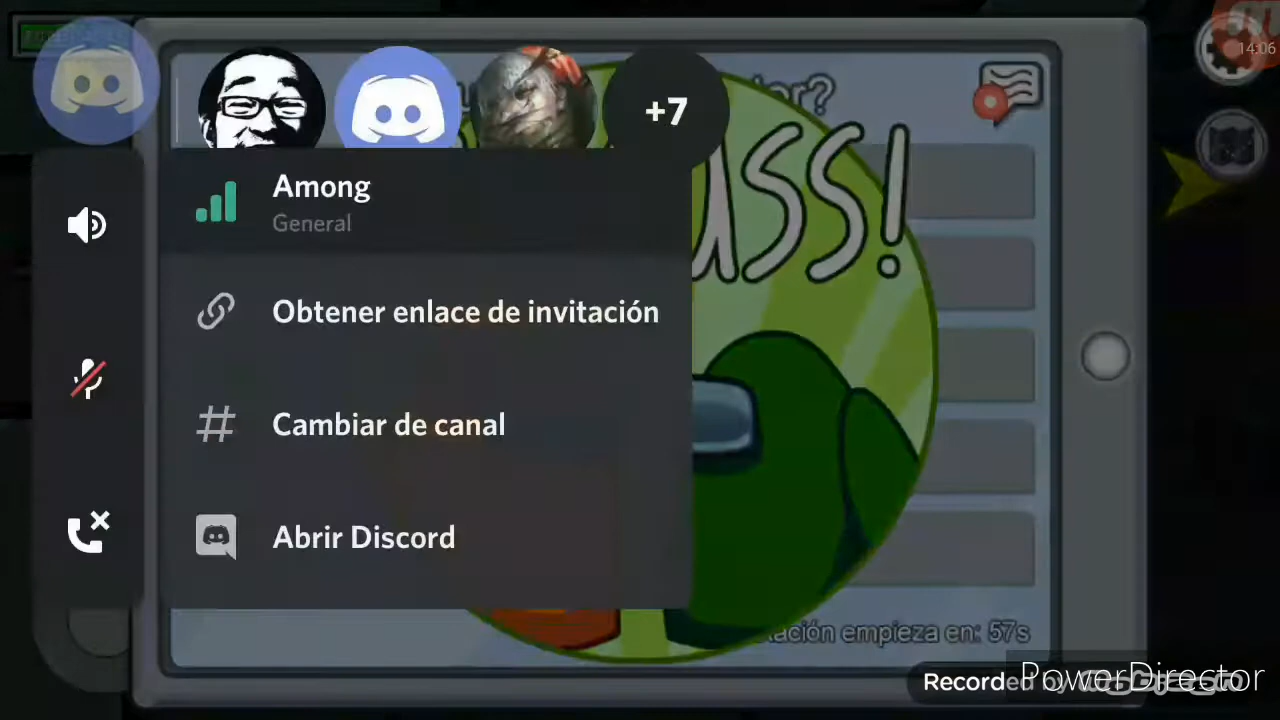 14:06
+7
USS!
Among
General
Obtener enlace de invitación
Cambiar de canal
Abrir Discord
ación empieza en: 57s
Recorded by
PowerDirector